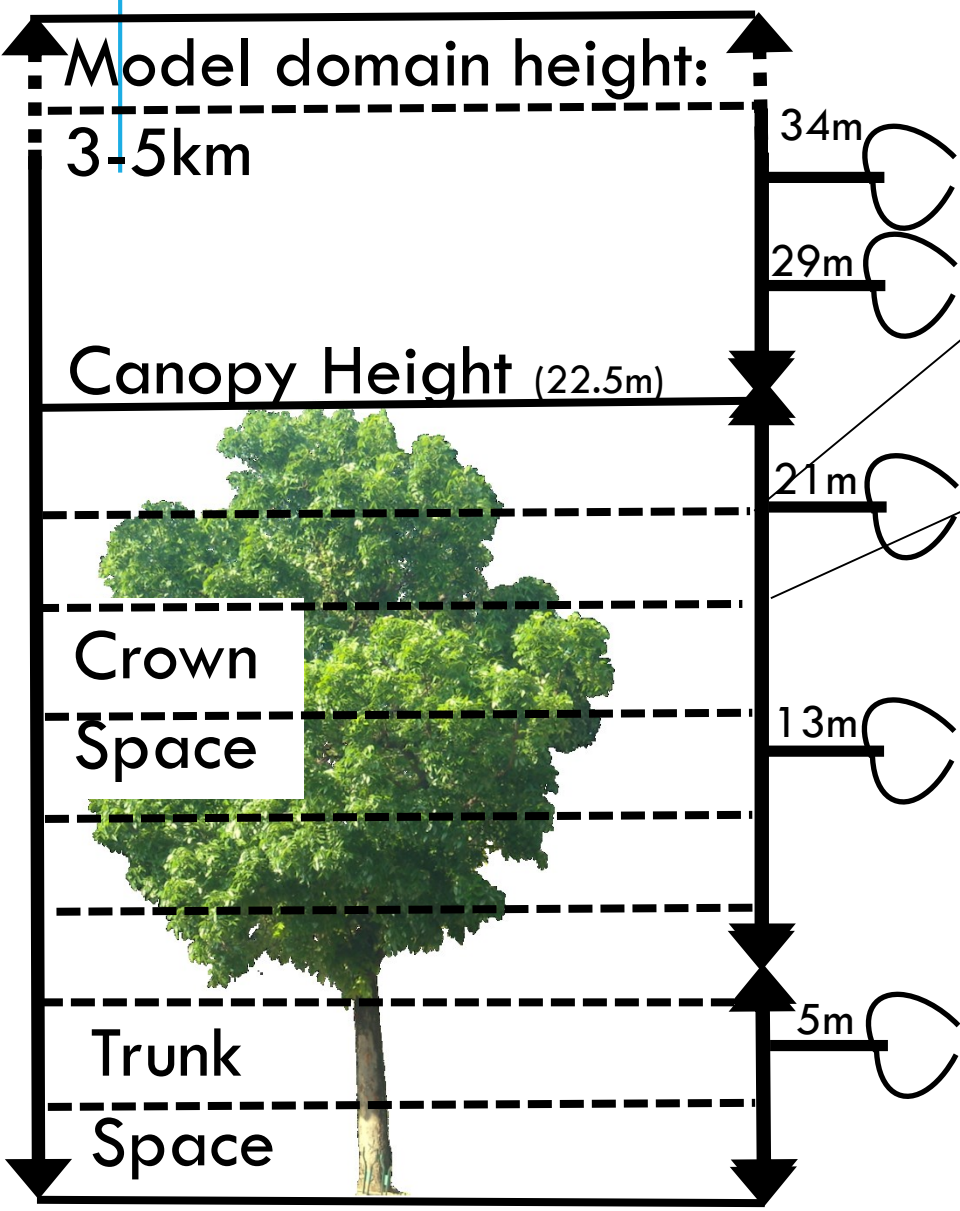 Model domain height:
3-5km
34m
29m
Canopy Height (22.5m)
21m
Crown
Space
13m
5m
Trunk
Space